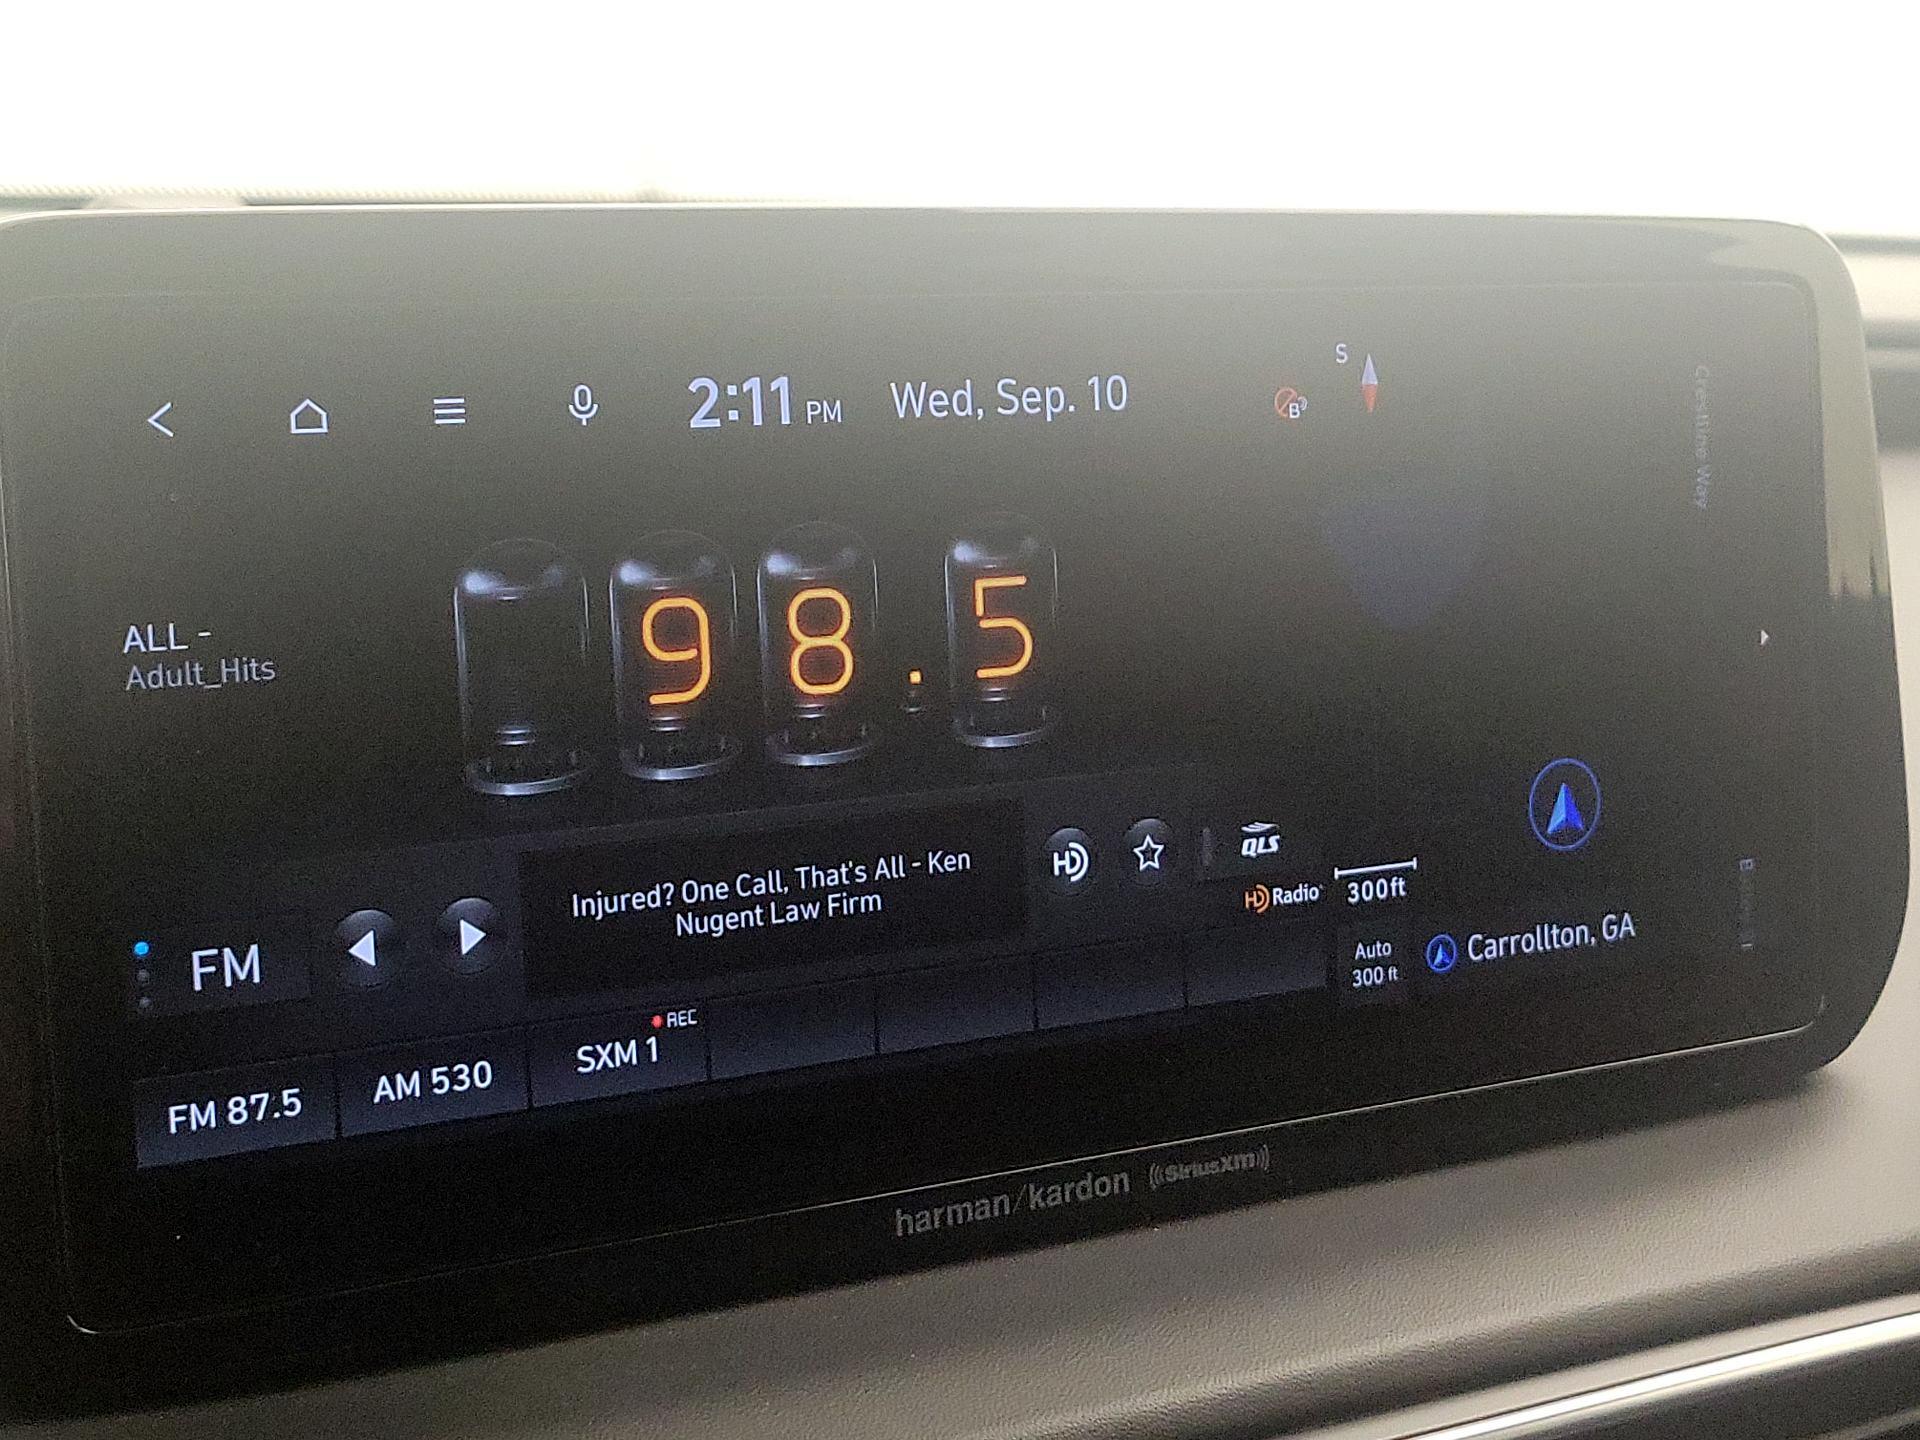 2:11 PM Wed, Sep. 10
B
S
Crestline Way
ALL -
Adult_Hits
98.5
Injured? One Call, That's All - Ken
Nugent Law Firm
HD
QLS
HD Radio
300ft
FM
Auto
300 ft
Carrollton, GA
REC
FM 87.5
AM 530
SXM 1
harman/kardon
((SiriusXM))